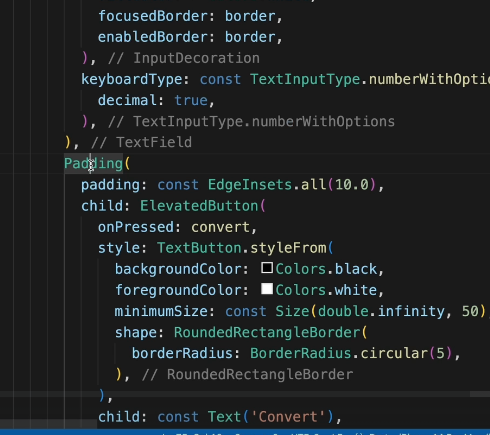 focusedBorder: border,
enabledBorder: border,
), // InputDecoration
keyboardType: const TextInputType.numberWithOptio
decimal: true,
), // TextInputType.numberWithOptions
), // TextField
Padding(
padding: const EdgeInsets.all(10.0),
child: ElevatedButton(
onPressed: convert,
style: TextButton.styleFrom(
backgroundColor: Colors.black,
foregroundColor: Colors.white,
minimumSize: const Size(double.infinity, 50)
shape: RoundedRectangleBorder(
borderRadius: BorderRadius.circular(5),
), // RoundedRectangleBorder
),
child: const Text('Convert'),